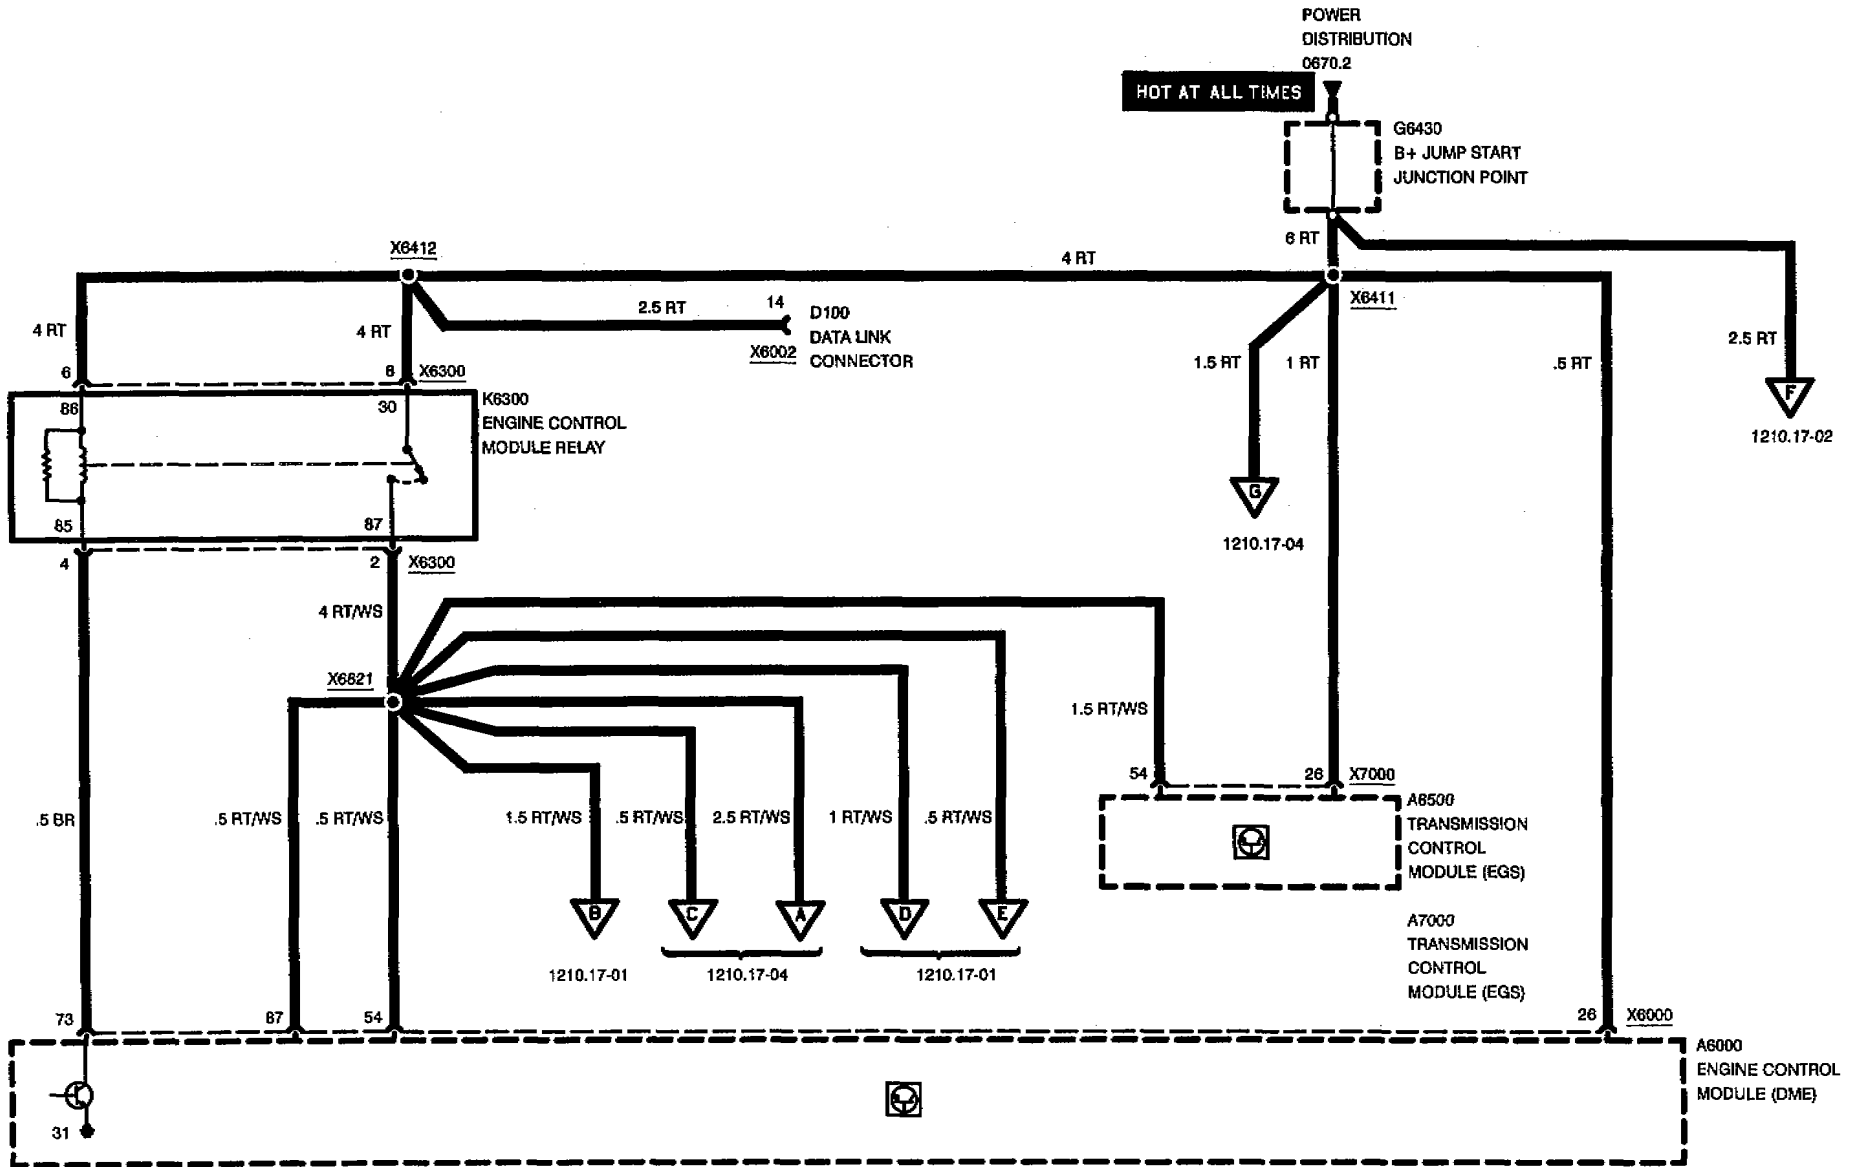 POWER
DISTRIBUTION
0670.2
HOT AT ALL TIMES
G6430
B+ JUMP START
JUNCTION POINT
6 RT
X6412
4 RT
X6411
2.5 RT
14
D100
DATA LINK
CONNECTOR
X6002
4 RT
4 RT
1.5 RT
1 RT
.5 RT
2.5 RT
F
1210.17-02
6
8
X6300
K6300
ENGINE CONTROL
MODULE RELAY
86
30
85
87
G
1210.17-04
4
2
X6300
4 RT/WS
X6821
1.5 RT/WS
54
26
X7000
A8500
TRANSMISSION
CONTROL
MODULE (EGS)
.5 BR
.5 RT/WS
.5 RT/WS
1.5 RT/WS
.5 RT/WS
2.5 RT/WS
1 RT/WS
.5 RT/WS
B
C
A
D
E
1210.17-01
1210.17-04
1210.17-01
A7000
TRANSMISSION
CONTROL
MODULE (EGS)
73
87
54
26
X6000
A6000
ENGINE CONTROL
MODULE (DME)
31